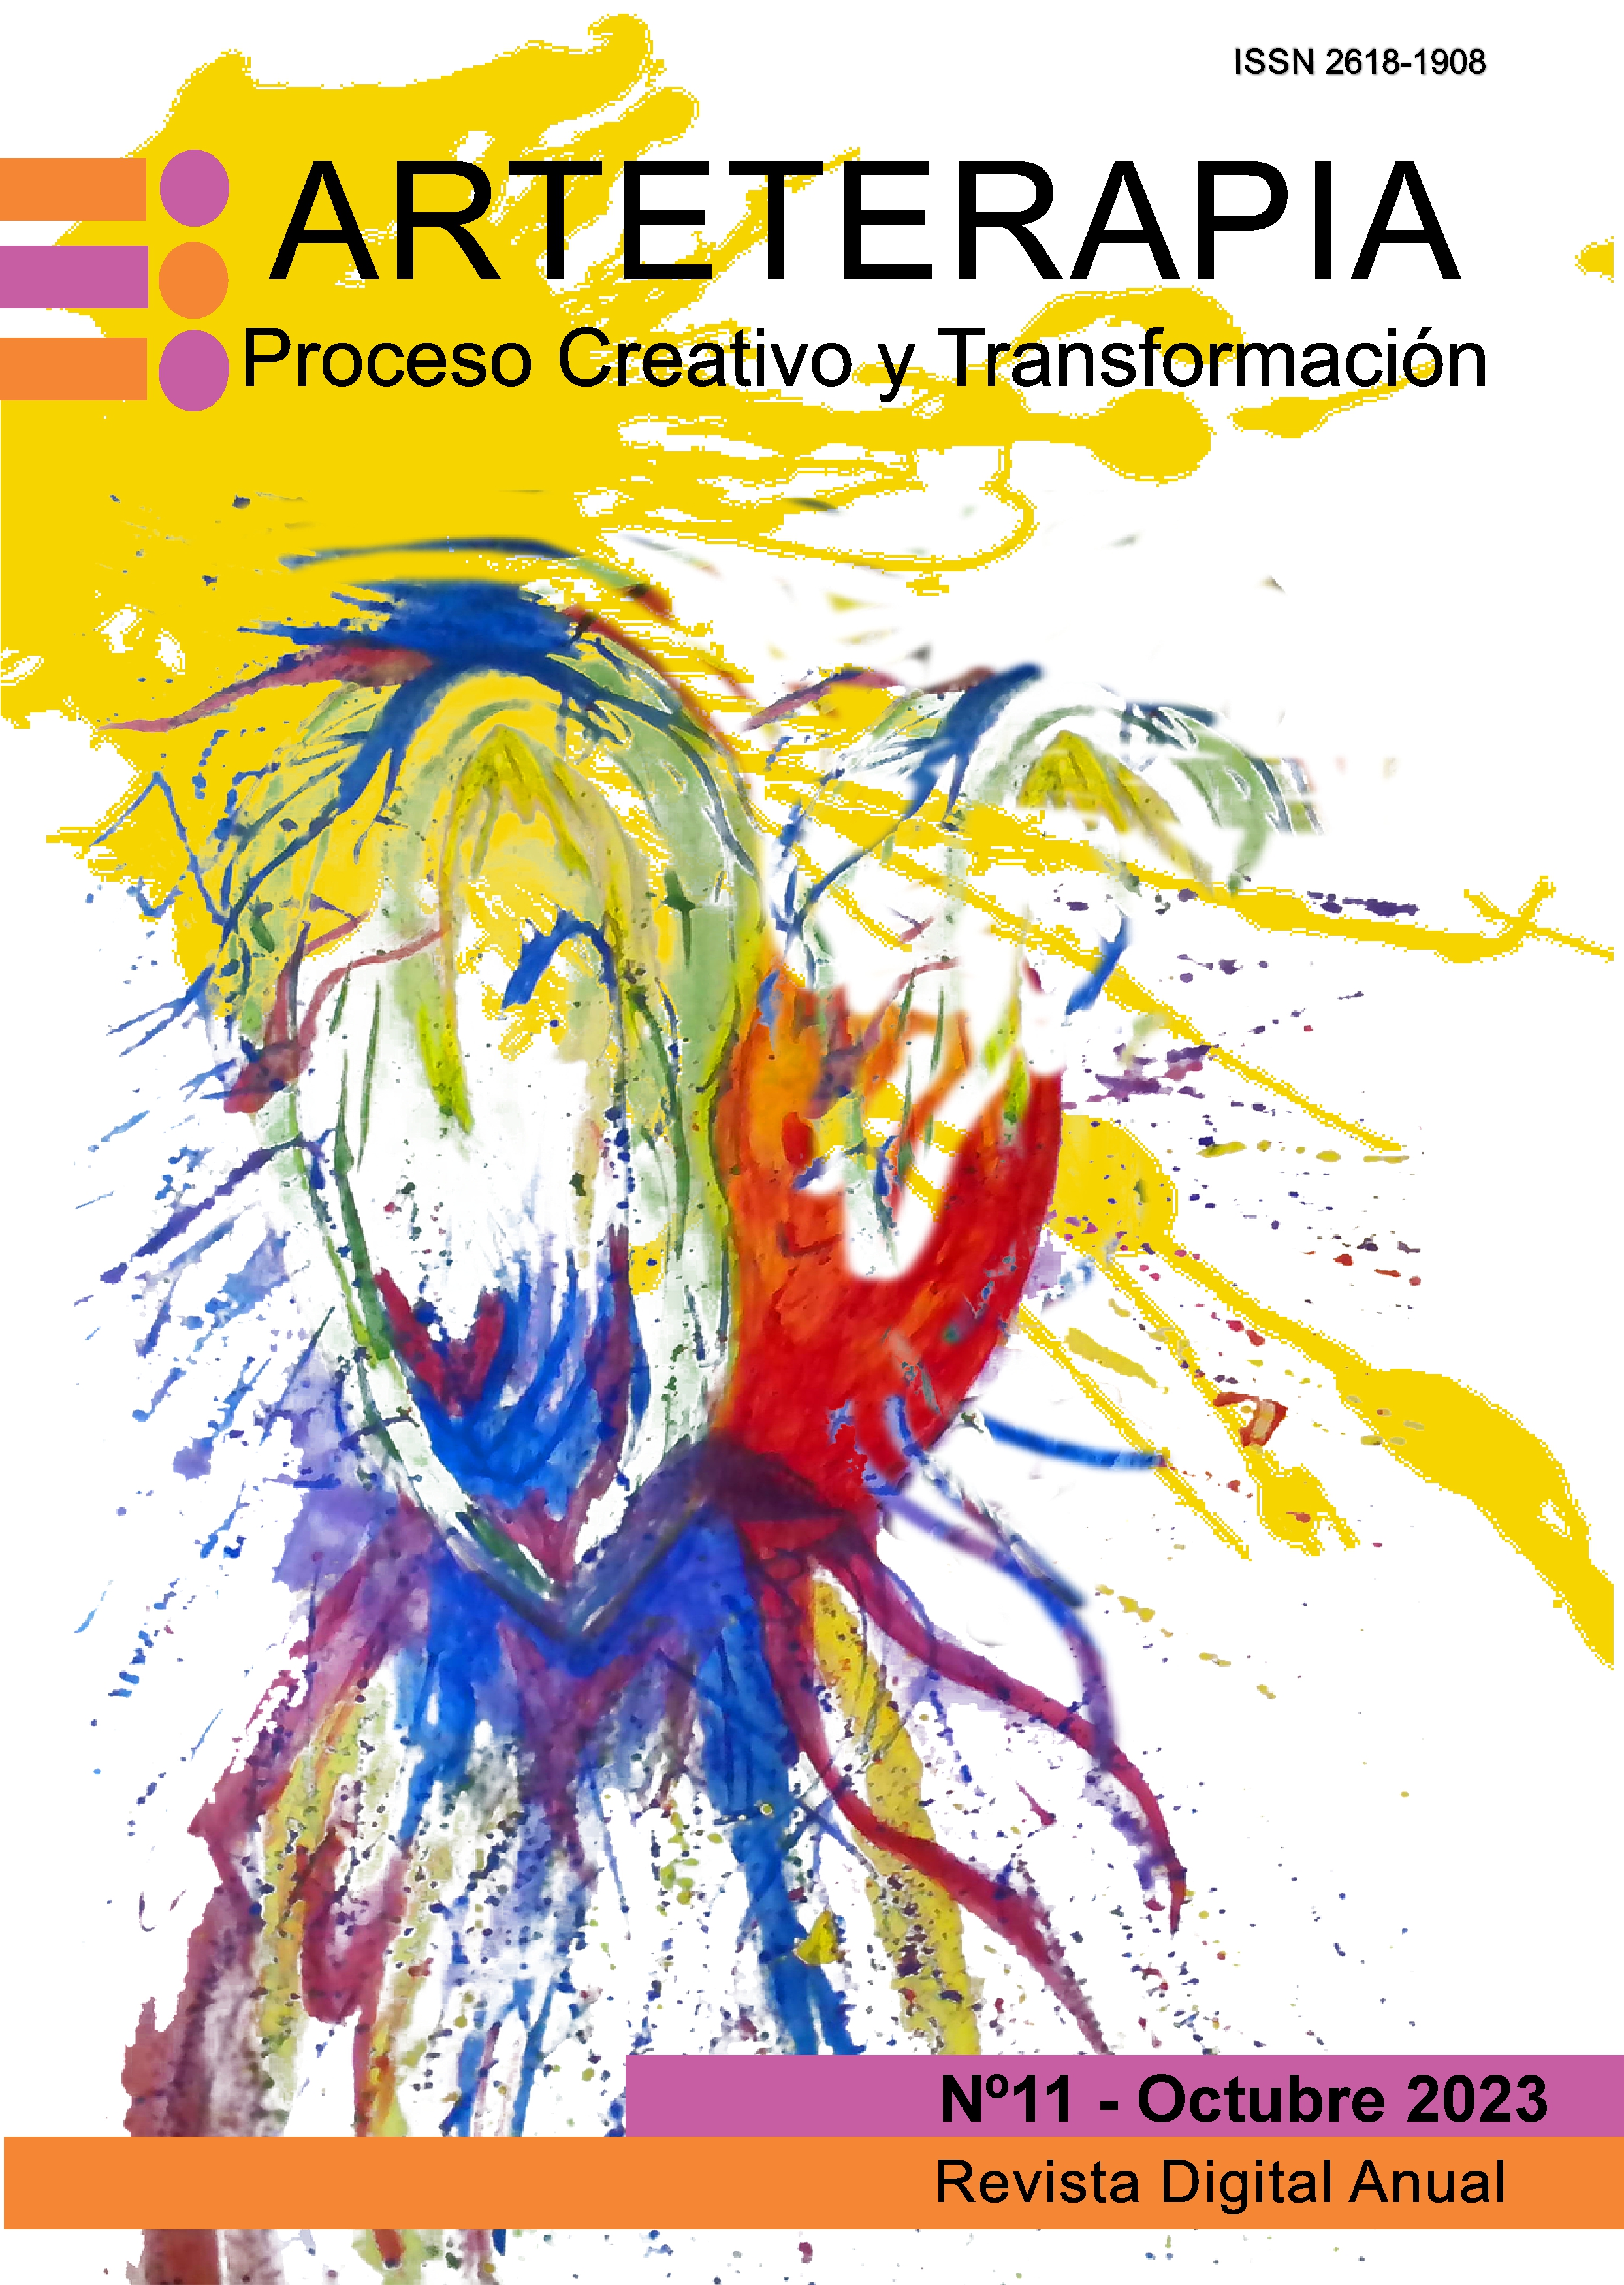 ISSN 2618-1908
ARTETERAPIA
Proceso Creativo y Transformación
Nº11 - Octubre 2023
Revista Digital Anual